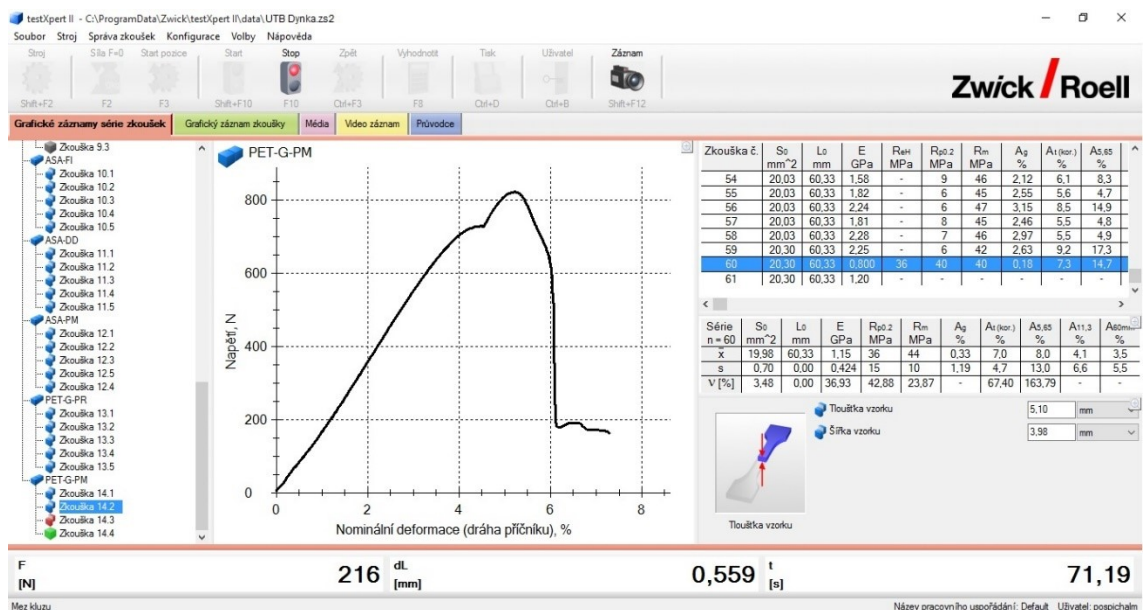 testXpert II - C:\ProgramData\Zwick\testXpert II\data\UTB Dynka.zs2
Soubor Stroj Správa zkoušek Konfigurace Volby Nápověda
Stroj Síla F=0 Start pozice Start Stop Zpět Vyhodnotit Tisk Uživatel Záznam
Shift+F2 F2 F3 Shift+F10 F10 Ctrl+F3 F8 Ctrl+D Ctrl+B Shift+F12
Zwick / Roell
Grafické záznamy série zkoušek Grafický záznam zkoušky Média Video záznam Průvodce
Zkouška 9.3
ASA-FI
Zkouška 10.1
Zkouška 10.2
Zkouška 10.3
Zkouška 10.4
Zkouška 10.5
ASA-DD
Zkouška 11.1
Zkouška 11.2
Zkouška 11.3
Zkouška 11.4
Zkouška 11.5
ASA-PM
Zkouška 12.1
Zkouška 12.2
Zkouška 12.3
Zkouška 12.5
Zkouška 12.4
PET-G-PR
Zkouška 13.1
Zkouška 13.2
Zkouška 13.3
Zkouška 13.4
Zkouška 13.5
PET-G-PM
Zkouška 14.1
Zkouška 14.2
Zkouška 14.3
Zkouška 14.4
PET-G-PM
Napětí, N
800
600
400
200
0
0 2 4 6 8
Nominální deformace (dráha příčníku), %
Zkouška č. S0 L0 E ReH Rp0.2 Rm Ag At (kor.) A5,65
mm^2 mm GPa MPa MPa MPa % % %
54 20,03 60,33 1,58 - 9 46 2,12 6,1 8,3
55 20,03 60,33 1,82 - 6 45 2,55 5,6 4,7
56 20,03 60,33 2,24 - 6 47 3,15 8,5 14,9
57 20,03 60,33 1,81 - 8 45 2,46 5,5 4,8
58 20,03 60,33 2,28 - 7 46 2,97 5,5 4,9
59 20,30 60,33 2,25 - 6 42 2,63 9,2 17,3
60 20,30 60,33 0,800 36 40 40 0,18 7,3 14,7
61 20,30 60,33 1,20 - - - - - -
Série S0 L0 E Rp0.2 Rm Ag At (kor.) A5,65 A11,3
n = 60 mm^2 mm GPa MPa MPa % % % % %
x̄ 19,98 60,33 1,15 36 44 0,33 7,0 8,0 4,1 3,5
s 0,70 0,00 0,424 15 10 1,19 4,7 13,0 6,6 5,5
ν [%] 3,48 0,00 36,93 42,88 23,87 - 67,40 163,79 - -
Tloušťka vzorku 5,10 mm
Šířka vzorku 3,98 mm
Tloušťka vzorku
F [N] 216 dL [mm] 0,559 t [s] 71,19
Mez kluzu Název pracovního uspořádání: Default Uživatel: pospichalm